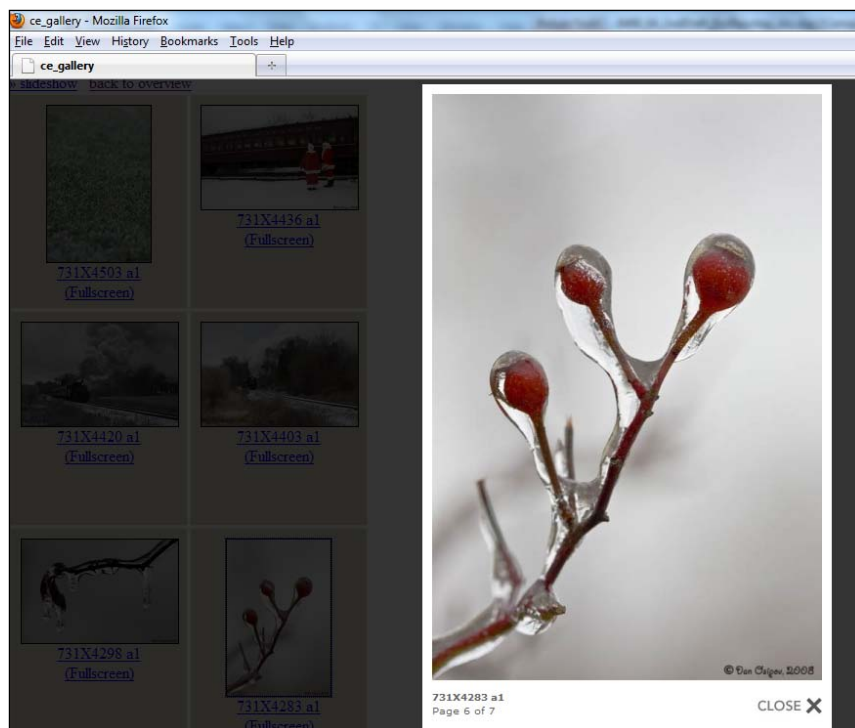 ce_gallery - Mozilla Firefox
File Edit View History Bookmarks Tools Help
ce_gallery
» slideshow back to overview
731X4503 a1
(Fullscreen)
731X4436 a1
(Fullscreen)
731X4420 a1
(Fullscreen)
731X4403 a1
(Fullscreen)
731X4298 a1
(Fullscreen)
731X4283 a1
(Fullscreen)
© Dan Osipov, 2008
731X4283 a1
Page 6 of 7
CLOSE X